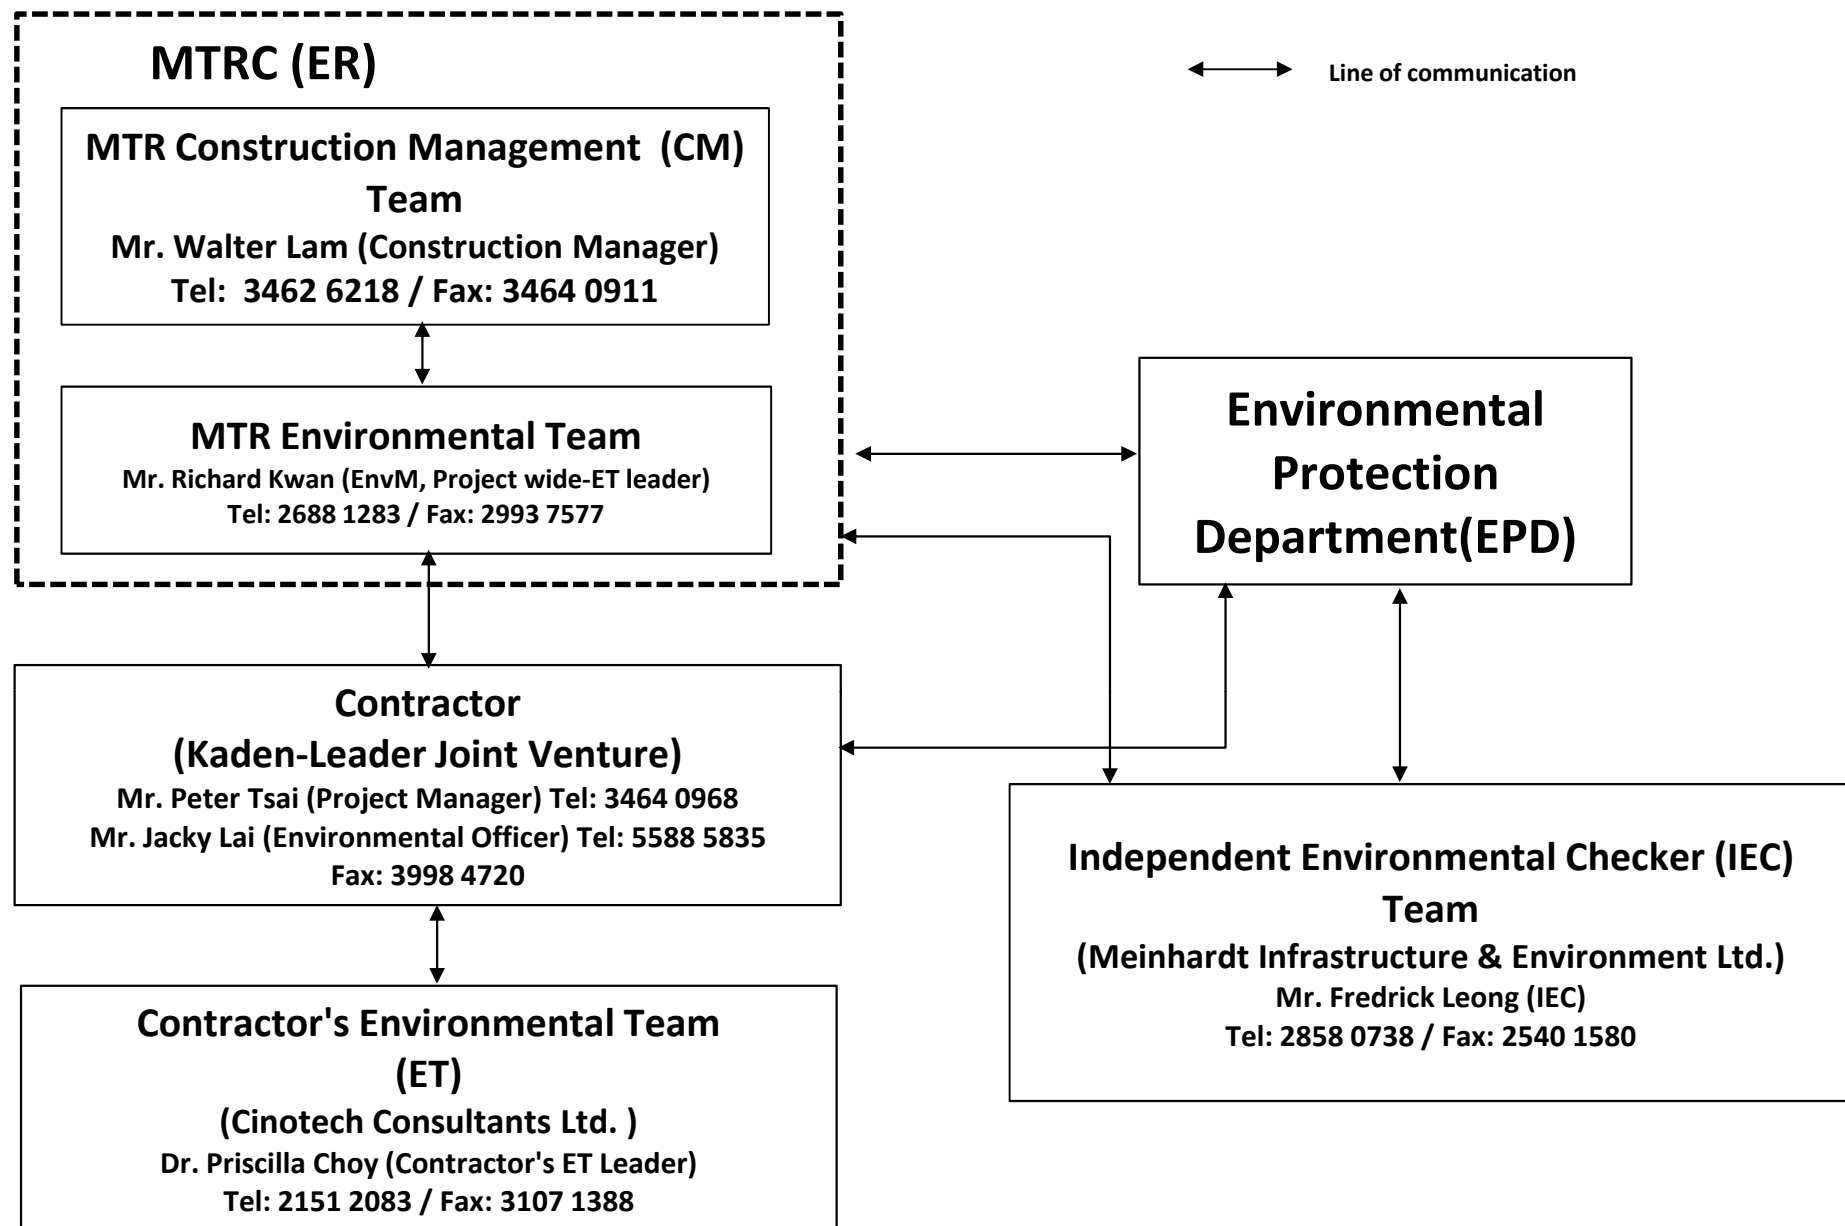 MTRC (ER)
Line of communication
MTR Construction Management  (CM)
Team
Mr. Walter Lam (Construction Manager)
Tel:  3462 6218 / Fax: 3464 0911
MTR Environmental Team
Mr. Richard Kwan (EnvM, Project wide-ET leader)
Tel: 2688 1283 / Fax: 2993 7577
Environmental
Protection
Department(EPD)
Contractor
(Kaden-Leader Joint Venture)
Mr. Peter Tsai (Project Manager) Tel: 3464 0968
Mr. Jacky Lai (Environmental Officer) Tel: 5588 5835
Fax: 3998 4720
Independent Environmental Checker (IEC)
Team
(Meinhardt Infrastructure & Environment Ltd.)
Mr. Fredrick Leong (IEC)
Tel: 2858 0738 / Fax: 2540 1580
Contractor's Environmental Team
(ET)
(Cinotech Consultants Ltd. )
Dr. Priscilla Choy (Contractor's ET Leader)
Tel: 2151 2083 / Fax: 3107 1388